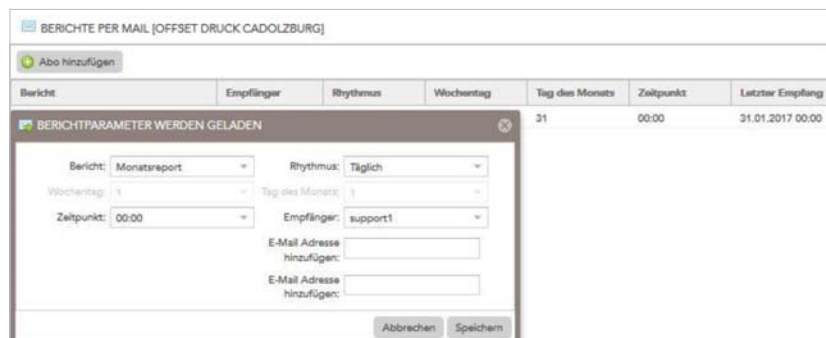 BERICHTE PER MAIL [OFFSET DRUCK CADOLZBURG]
Abo hinzufügen
Bericht Empfänger Rhythmus Wochentag Tag des Monats Zeitpunkt Letzter Empfang
31 00:00 31.01.2017 00:00
BERICHTPARAMETER WERDEN GELADEN
Bericht: Monatsreport Rhythmus: Täglich
Wochentag: 1 Tag des Monats: 1
Zeitpunkt: 00:00 Empfänger: support1
E-Mail Adresse
hinzufügen:
E-Mail Adresse
hinzufügen:
Abbrechen Speichern